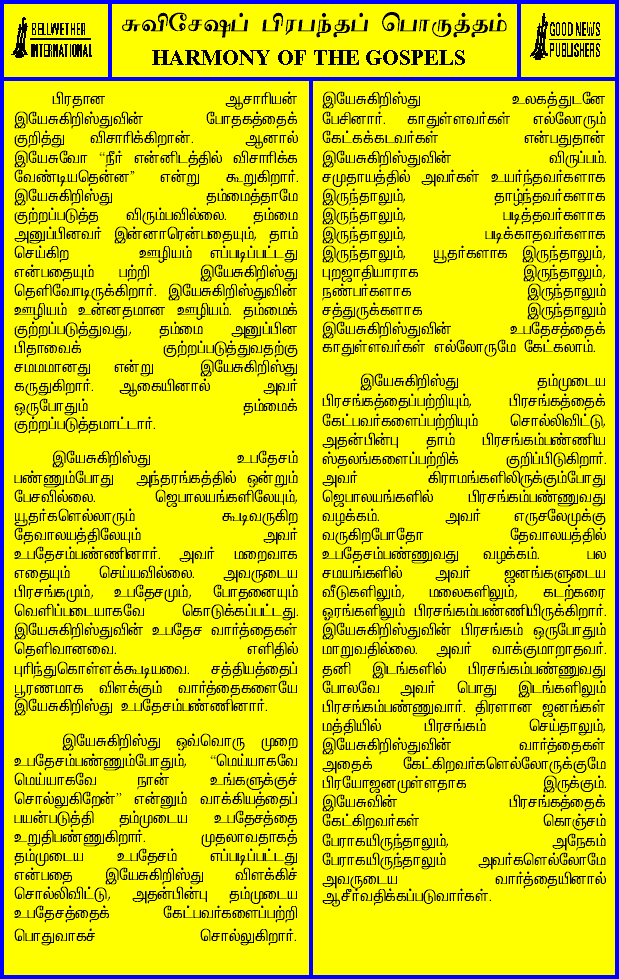 BELLWETHER
INTERNATIONAL
சுவிசேஷப் பிரபந்தப் பொருத்தம்
HARMONY OF THE GOSPELS
GOOD NEWS
PUBLISHERS
பிரதான ஆசாரியன்
இயேசுகிறிஸ்துவின் போதகத்தைக்
குறித்து விசாரிக்கிறான். ஆனால்
இயேசுவோ “நீர் என்னிடத்தில் விசாரிக்க
வேண்டியதென்ன” என்று கூறுகிறார்.
இயேசுகிறிஸ்து தம்மைத்தாமே
குற்றப்படுத்த விரும்பவில்லை. தம்மை
அனுப்பினவர் இன்னாரென்பதையும், தாம்
செய்கிற ஊழியம் எப்படிப்பட்டது
என்பதையும் பற்றி இயேசுகிறிஸ்து
தெளிவோடிருக்கிறார். இயேசுகிறிஸ்துவின்
ஊழியம் உன்னதமான ஊழியம். தம்மைக்
குற்றப்படுத்துவது, தம்மை அனுப்பின
பிதாவைக் குற்றப்படுத்துவதற்கு
சமமமானது என்று இயேசுகிறிஸ்து
கருதுகிறார். ஆகையினால் அவர்
ஒருபோதும் தம்மைக்
குற்றப்படுத்தமாட்டார்.
இயேசுகிறிஸ்து உபதேசம்
பண்ணும்போது அந்தரங்கத்தில் ஒன்றும்
பேசவில்லை. ஜெபாலயங்களிலேயும்,
யூதர்களெல்லாரும் கூடிவருகிற
தேவாலயத்திலேயும் அவர்
உபதேசம்பண்ணினார். அவர் மறைவாக
எதையும் செய்யவில்லை. அவருடைய
பிரசங்கமும், உபதேசமும், போதனையும்
வெளிப்படையாகவே கொடுக்கப்பட்டது.
இயேசுகிறிஸ்துவின் உபதேச வார்த்தைகள்
தெளிவானவை. எளிதில்
புரிந்துகொள்ளக்கூடியவை. சத்தியத்தைப்
பூரணமாக விளக்கும் வார்த்தைகளையே
இயேசுகிறிஸ்து உபதேசம்பண்ணினார்.
இயேசுகிறிஸ்து ஒவ்வொரு முறை
உபதேசம்பண்ணும்போதும், “மெய்யாகவே
மெய்யாகவே நான் உங்களுக்குச்
சொல்லுகிறேன்” என்னும் வாக்கியத்தைப்
பயன்படுத்தி தம்முடைய உபதேசத்தை
உறுதிபண்ணுகிறார். முதலாவதாகத்
தம்முடைய உபதேசம் எப்படிப்பட்டது
என்பதை இயேசுகிறிஸ்து விளக்கிச்
சொல்லிவிட்டு, அதன்பின்பு தம்முடைய
உபதேசத்தைக் கேட்பவர்களைப்பற்றி
பொதுவாகச் சொல்லுகிறார்.
இயேசுகிறிஸ்து உலகத்துடனே
பேசினார். காதுள்ளவர்கள் எல்லோரும்
கேட்கக்கடவர்கள் என்பதுதான்
இயேசுகிறிஸ்துவின் விருப்பம்.
சமுதாயத்தில் அவர்கள் உயர்ந்தவர்களாக
இருந்தாலும், தாழ்ந்தவர்களாக
இருந்தாலும், படித்தவர்களாக
இருந்தாலும், படிக்காதவர்களாக
இருந்தாலும், யூதர்களாக இருந்தாலும்,
புறஜாதியாராக இருந்தாலும்,
நண்பர்களாக இருந்தாலும்
சத்துருக்களாக இருந்தாலும்
இயேசுகிறிஸ்துவின் உபதேசத்தைக்
காதுள்ளவர்கள் எல்லோருமே கேட்கலாம்.
இயேசுகிறிஸ்து தம்முடைய
பிரசங்கத்தைப்பற்றியும், பிரசங்கத்தைக்
கேட்பவர்களைப்பற்றியும் சொல்லிவிட்டு,
அதன்பின்பு தாம் பிரசங்கம்பண்ணிய
ஸ்தலங்களைப்பற்றிக் குறிப்பிடுகிறார்.
அவர் கிராமங்களிலிருக்கும்போது
ஜெபாலயங்களில் பிரசங்கம்பண்ணுவது
வழக்கம். அவர் எருசலேமுக்கு
வருகிறபோதோ தேவாலயத்தில்
உபதேசம்பண்ணுவது வழக்கம். பல
சமயங்களில் அவர் ஜனங்களுடைய
வீடுகளிலும், மலைகளிலும், கடற்கரை
ஓரங்களிலும் பிரசங்கம்பண்ணியிருக்கிறார்.
இயேசுகிறிஸ்துவின் பிரசங்கம் ஒருபோதும்
மாறுவதில்லை. அவர் வாக்குமாறாதவர்.
தனி இடங்களில் பிரசங்கம்பண்ணுவது
போலவே அவர் பொது இடங்களிலும்
பிரசங்கம்பண்ணுவார். திரளான ஜனங்கள்
மத்தியில் பிரசங்கம் செய்தாலும்,
இயேசுகிறிஸ்துவின் வார்த்தைகள்
அதைக் கேட்கிறவர்களெல்லோருக்குமே
பிரயோஜனமுள்ளதாக இருக்கும்.
இயேசுவின் பிரசங்கத்தைக்
கேட்கிறவர்கள் கொஞ்சம்
பேராகயிருந்தாலும், அநேகம்
பேராகயிருந்தாலும் அவர்களெல்லோமே
அவருடைய வார்த்தையினால்
ஆசீர்வதிக்கப்படுவார்கள்.